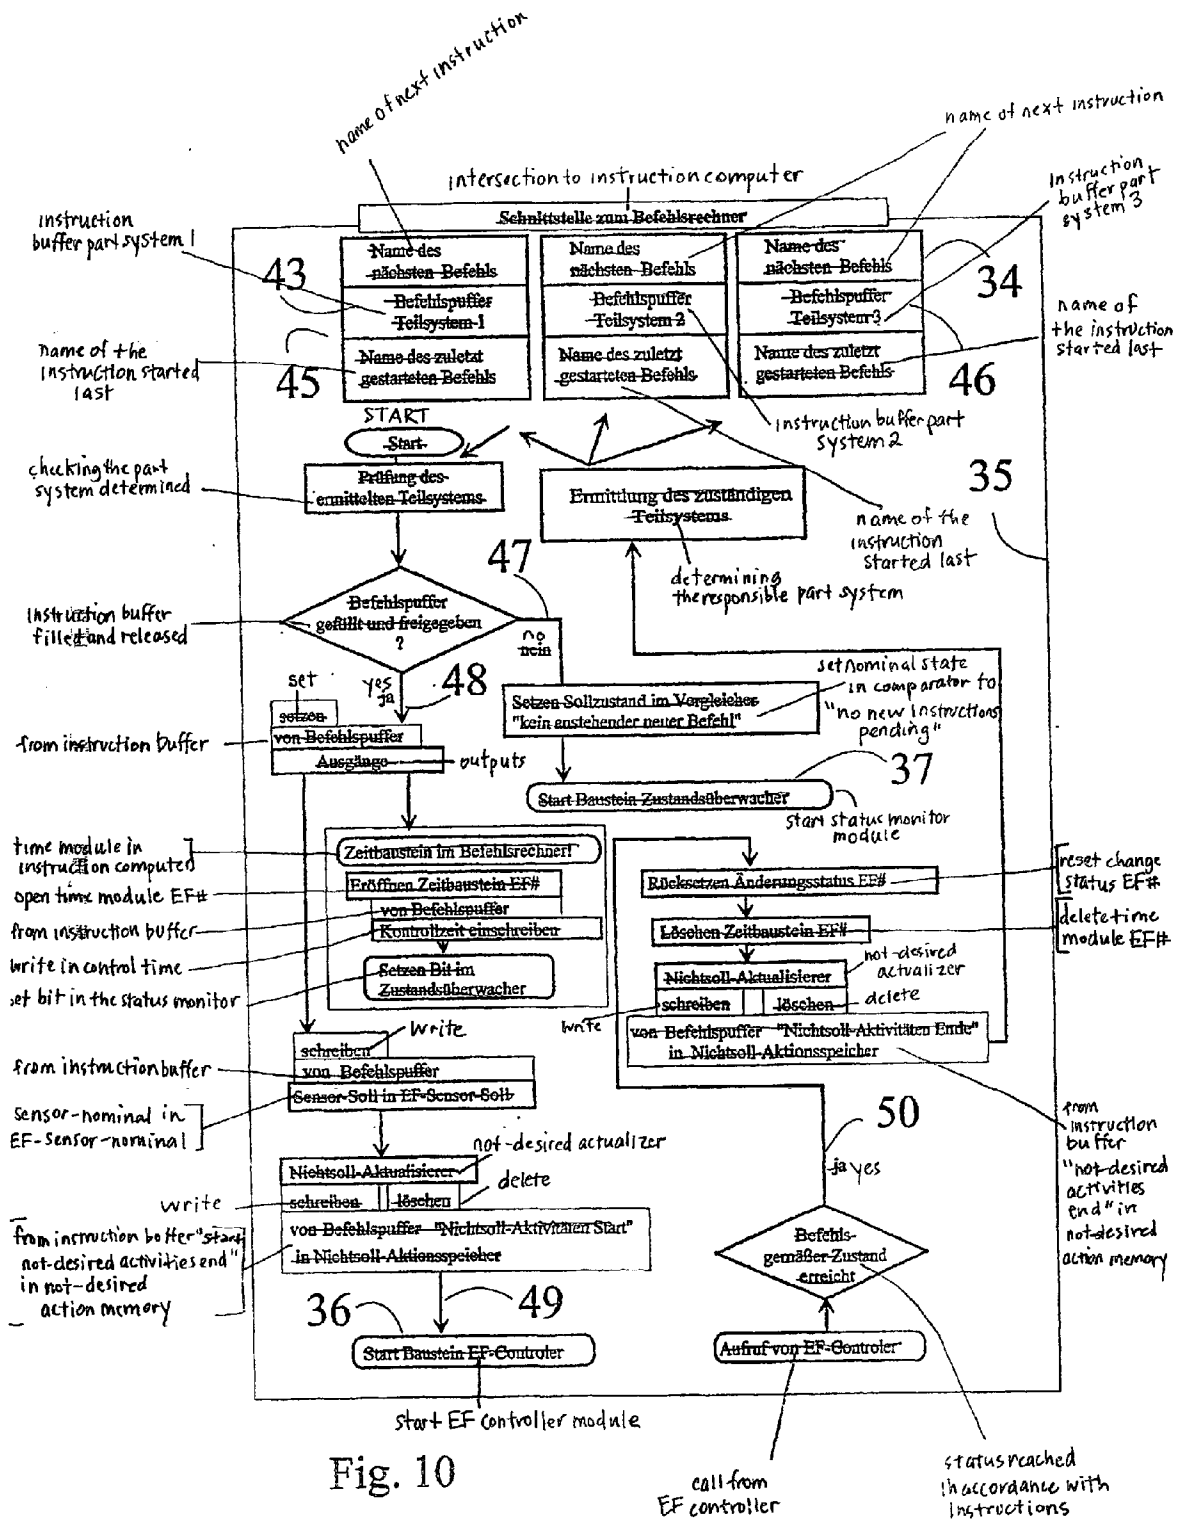 name of next instruction
name of next instruction
intersection to instruction computer
Schnittstelle zum Befehlsrechner
instruction
buffer part system 1
instruction
buffer part
system 3
Name des
nächsten Befehls
Name des
nächsten Befehls
Name des
nächsten Befehls
43
34
Befehlspuffer
Teilsystem 1
Befehlspuffer
Teilsystem 2
Befehlspuffer
Teilsystem 3
name of
the instruction
started last
name of the
instruction started
last
45
Name des zuletzt
gestarteten Befehls
Name des zuletzt
gestarteten Befehls
Name des zuletzt
gestarteten Befehls
46
START
Start
instruction buffer part
system 2
checking the part
system determined
Prüfung des
ermittelten Teilsystems
Ermittlung des zuständigen
Teilsystems
35
name of the
instruction
started last
47
determining
the responsible part system
instruction buffer
filled and released
Befehlspuffer
gefüllt und freigegeben
?
no
nein
set
yes
ja
48
set nominal state
in comparator to
"no new instructions
pending"
setzen
Setzen Sollzustand im Vergleicher
"kein anstehender neuer Befehl"
from instruction buffer
von Befehlspuffer
Ausgänge
outputs
37
Start Baustein Zustandsüberwacher
start status monitor
module
time module in
instruction computer
Zeitbaustein im Befehlsrechner!
reset change
status EF#
open time module EF#
Eröffnen Zeitbaustein EF#
Rücksetzen Änderungsstatus EF#
from instruction buffer
von Befehlspuffer
Kontrollzeit einschreiben
Löschen Zeitbaustein EF#
delete time
module EF#
write in control time
set bit in the status monitor
Setzen Bit im
Zustandsüberwacher
not-desired
actualizer
Nichtsoll-Aktualisierer
schreiben
löschen
delete
write
write
von Befehlspuffer "Nichtsoll-Aktivitäten Ende"
in Nichtsoll-Aktionsspeicher
schreiben
from instruction buffer
von Befehlspuffer
Sensor-Soll in EF-Sensor-Soll
sensor-nominal in
EF-sensor-nominal
50
from
instruction
buffer
"not-desired
activities
end" in
not-desired
action memory
not-desired actualizer
ja yes
Nichtsoll-Aktualisierer
delete
write
schreiben
löschen
from instruction buffer "start
not-desired activities end"
in not-desired
action memory
von Befehlspuffer "Nichtsoll-Aktivitäten Start"
in Nichtsoll-Aktionsspeicher
Befehls-
gemäßer Zustand
erreicht
36
49
Start Baustein EF-Controler
Aufruf von EF-Controler
start EF controller module
Fig. 10
call from
EF controller
status reached
in accordance with
instructions